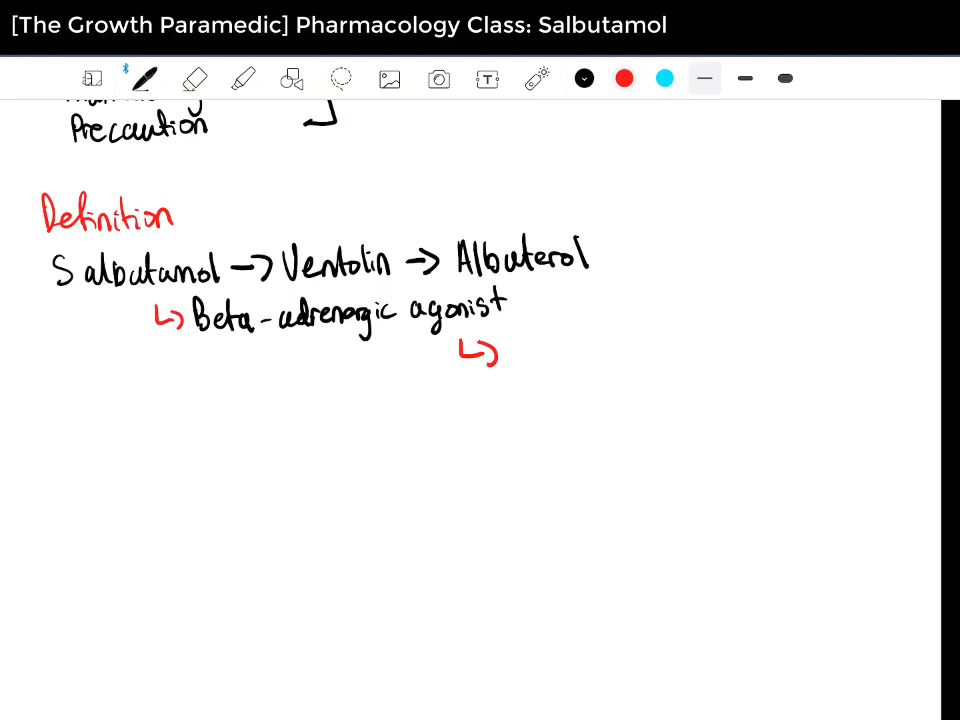 [The Growth Paramedic] Pharmacology Class: Salbutamol
Precaution
Definition
Salbutamol → Ventolin → Albuterol
↳ Beta-adrenergic agonist
↳